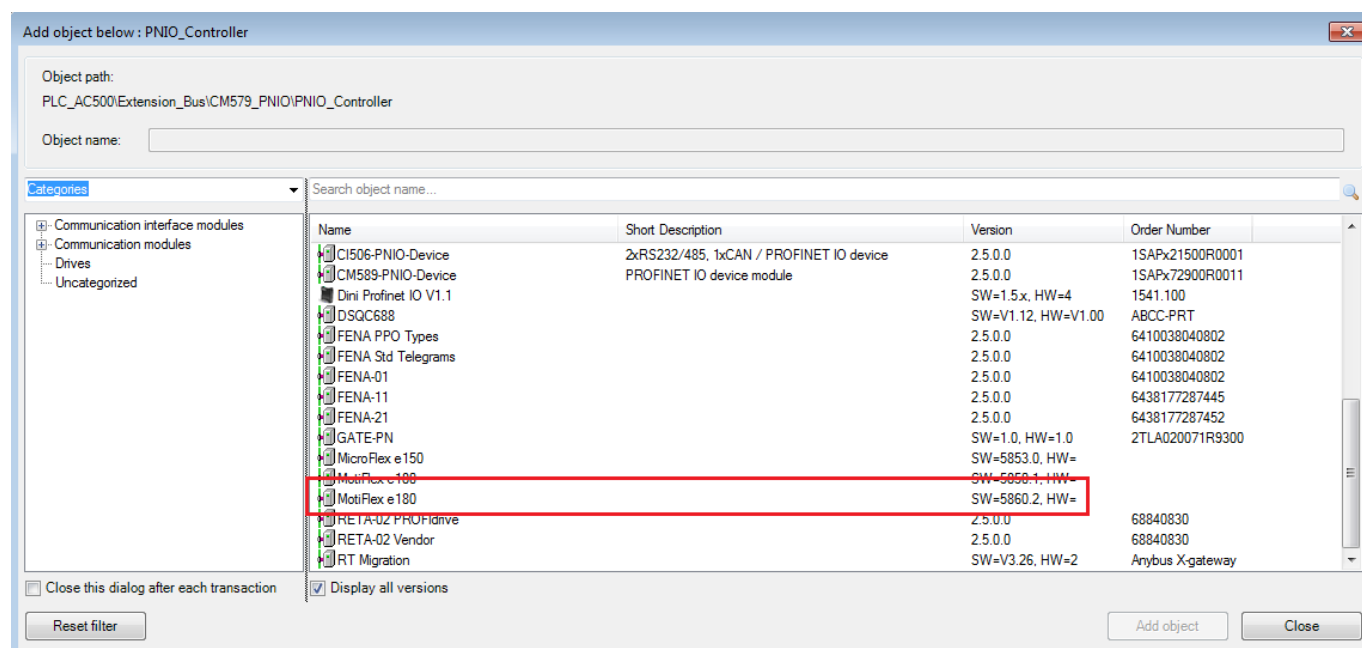 Add object below : PNIO_Controller
Object path:
PLC_AC500\Extension_Bus\CM579_PNIO\PNIO_Controller
Object name:
Categories Search object name...
Communication interface modules
Communication modules
Drives
Uncategorized
Name Short Description Version Order Number
CI506-PNIO-Device 2xRS232/485, 1xCAN / PROFINET IO device 2.5.0.0 1SAPx21500R0001
CM589-PNIO-Device PROFINET IO device module 2.5.0.0 1SAPx72900R0011
Dini Profinet IO V1.1 SW=1.5.x, HW=4 1541.100
DSQC688 SW=V1.12, HW=V1.00 ABCC-PRT
FENA PPO Types 2.5.0.0 6410038040802
FENA Std Telegrams 2.5.0.0 6410038040802
FENA-01 2.5.0.0 6410038040802
FENA-11 2.5.0.0 6438177287445
FENA-21 2.5.0.0 6438177287452
GATE-PN SW=1.0, HW=1.0 2TLA020071R9300
MicroFlex e150 SW=5853.0, HW=
MotiFlex e180 SW=5858.1, HW=
MotiFlex e180 SW=5860.2, HW=
RETA-02 PROFIdrive 2.5.0.0 68840830
RETA-02 Vendor 2.5.0.0 68840830
RT Migration SW=V3.26, HW=2 Anybus X-gateway
Close this dialog after each transaction Display all versions
Reset filter Add object Close